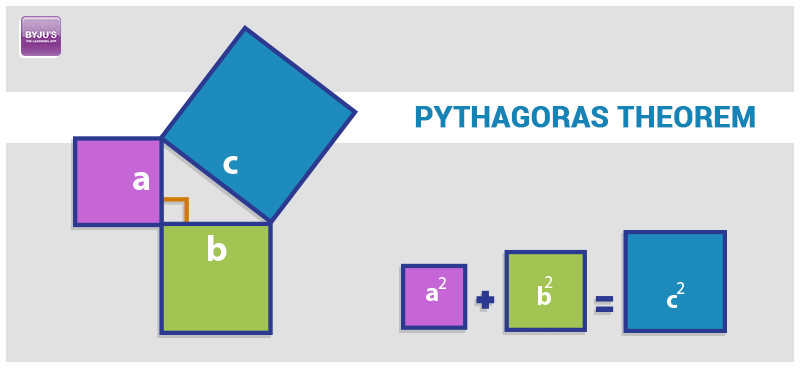 BYJU'S
THE LEARNING APP
PYTHAGORAS THEOREM
a
c
b
a² + b² = c²